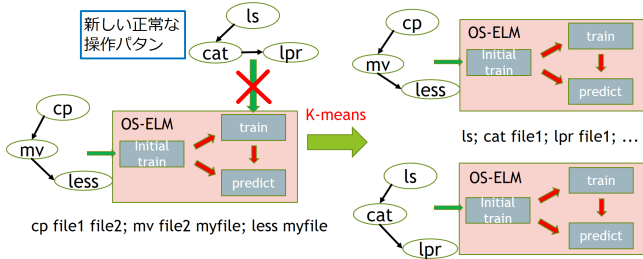 新しい正常な
操作パタン
ls
cat
lpr
cp
mv
less
OS-ELM
Initial
train
train
predict
cp file1 file2; mv file2 myfile; less myfile
K-means
cp
mv
less
OS-ELM
Initial
train
train
predict
ls; cat file1; lpr file1; ...
ls
cat
lpr
OS-ELM
Initial
train
train
predict